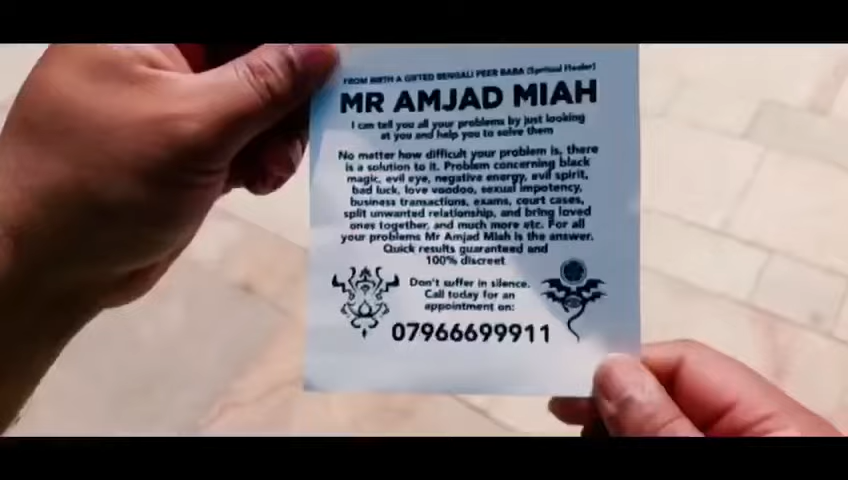 FROM BIRTH A GIFTED BENGALI PEER BABA (Spritual Healer)
MR AMJAD MIAH
I can tell you all your problems by just looking
at you and help you to solve them
No matter how difficult your problem is, there
is a solution to it. Problem concerning black
magic, evil eye, negative energy, evil spirit,
bad luck, love voodoo, sexual impotency,
business transactions, exams, court cases,
split unwanted relationship, and bring loved
ones together, and much more etc. For all
your problems Mr Amjad Miah is the answer.
Quick results guaranteed and
100% discreet
Don't suffer in silence.
Call today for an
appointment on:
07966699911